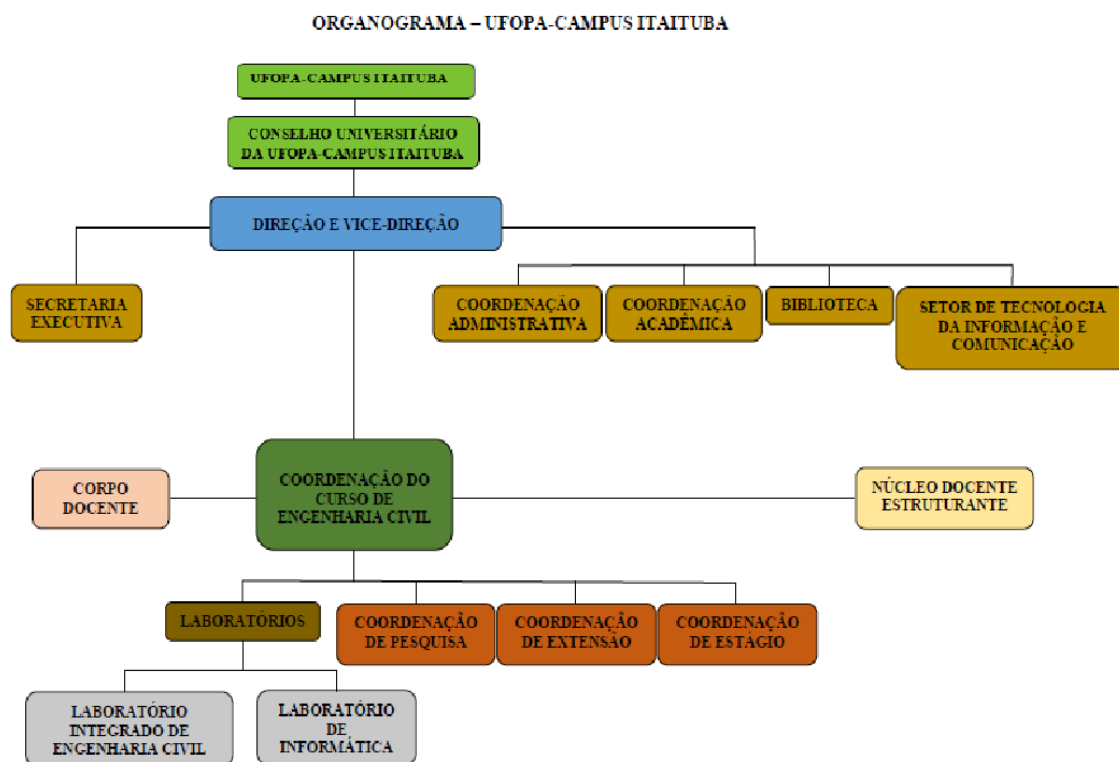 ORGANOGRAMA – UFOPA-CAMPUS ITAITUBA
UFOPA-CAMPUS ITAITUBA
CONSELHO UNIVERSITÁRIO
DA UFOPA-CAMPUS ITAITUBA
DIREÇÃO E VICE-DIREÇÃO
SECRETARIA
EXECUTIVA
COORDENAÇÃO
ADMINISTRATIVA
COORDENAÇÃO
ACADÊMICA
BIBLIOTECA
SETOR DE TECNOLOGIA
DA INFORMAÇÃO E
COMUNICAÇÃO
CORPO
DOCENTE
COORDENAÇÃO DO
CURSO DE
ENGENHARIA CIVIL
NÚCLEO DOCENTE
ESTRUTURANTE
LABORATÓRIOS
COORDENAÇÃO
DE PESQUISA
COORDENAÇÃO
DE EXTENSÃO
COORDENAÇÃO
DE ESTÁGIO
LABORATÓRIO
INTEGRADO DE
ENGENHARIA CIVIL
LABORATÓRIO
DE
INFORMÁTICA